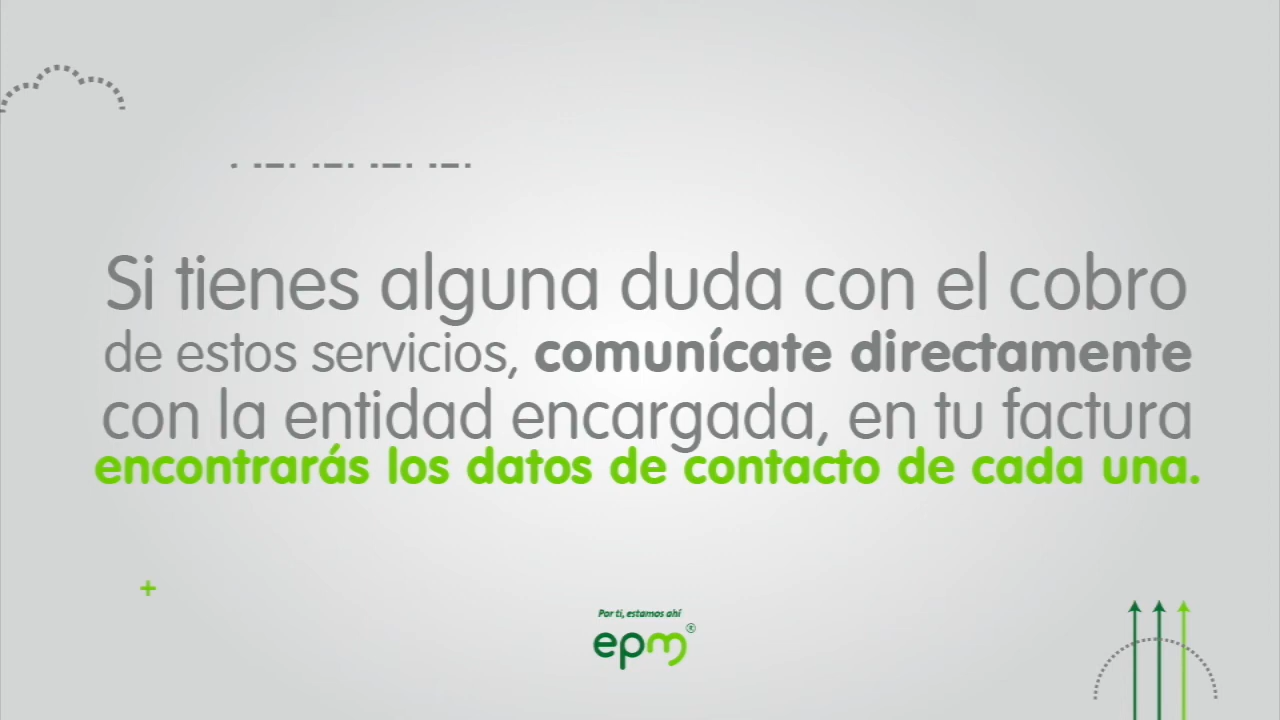 Si tienes alguna duda con el cobro
de estos servicios, comunícate directamente
con la entidad encargada, en tu factura
encontrarás los datos de contacto de cada una.
Por ti, estamos ahí
epm®